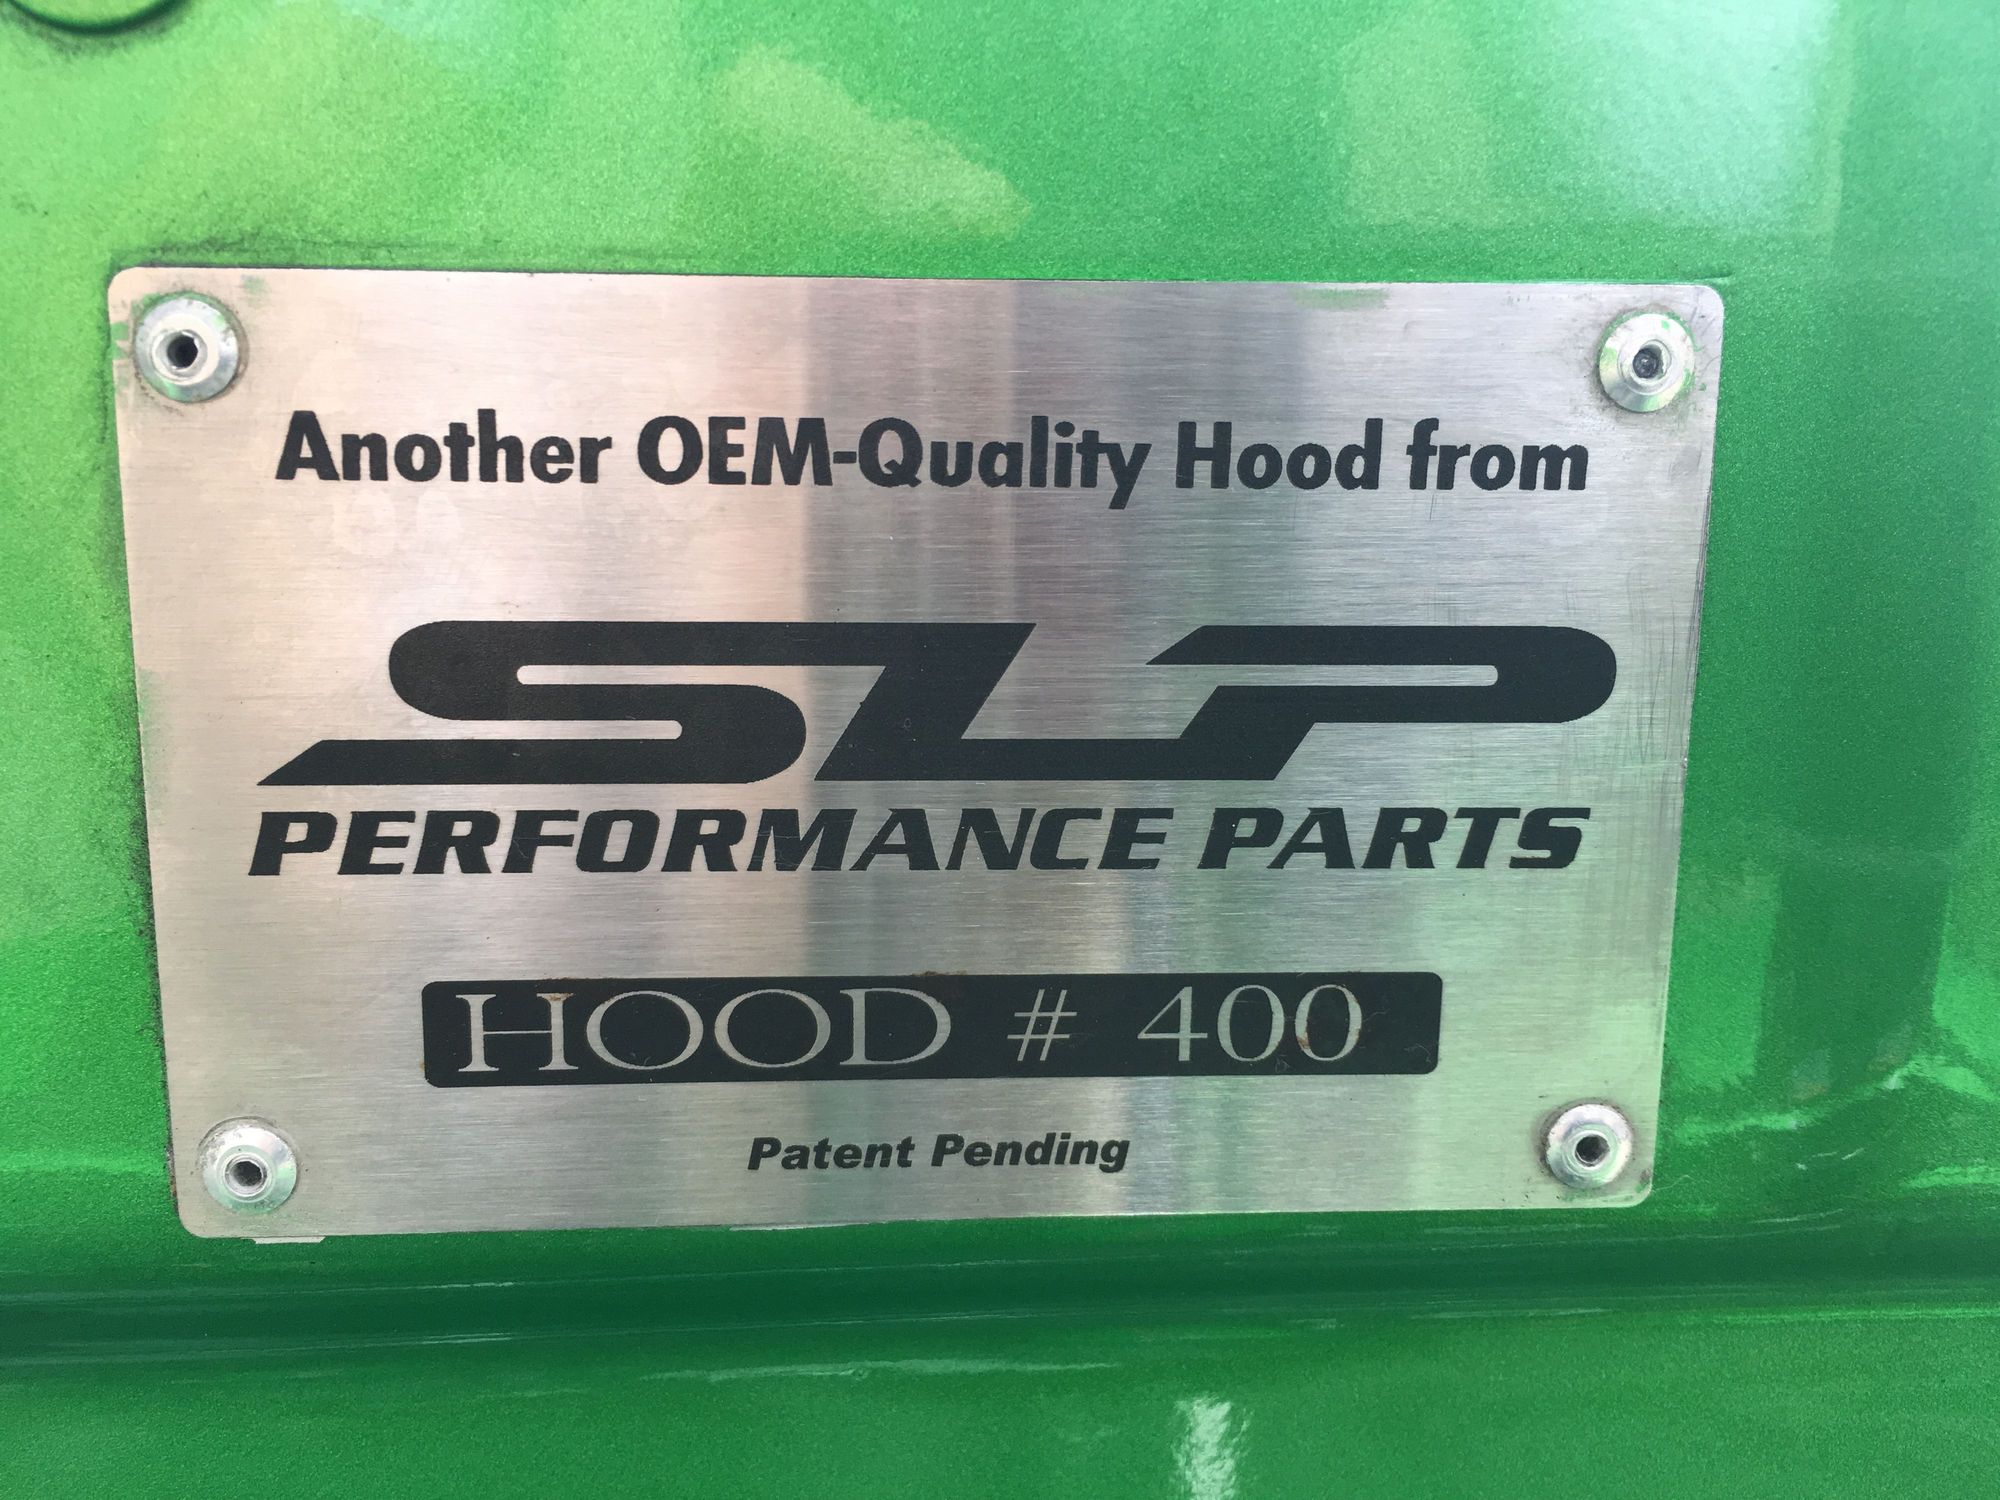 Another OEM-Quality Hood from
SLP
PERFORMANCE PARTS
HOOD # 400
Patent Pending